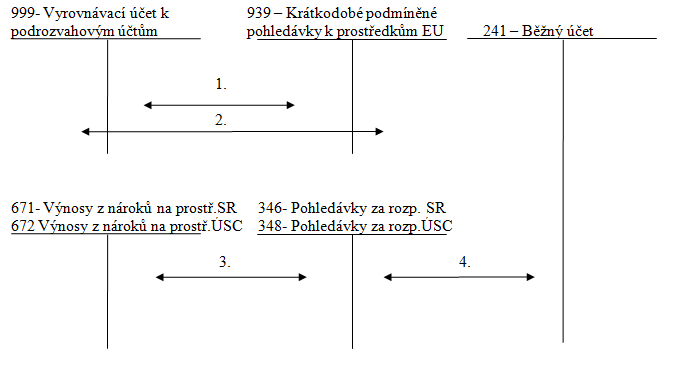 999- Vyrovnávací účet k
podrozvahovým účtům
939 – Krátkodobé podmíněné
pohledávky k prostředkům EU
241 – Běžný účet
1.
2.
671- Výnosy z nároků na prostř.SR
672 Výnosy z nároků na prostř.ÚSC
346- Pohledávky za rozp. SR
348- Pohledávky za rozp.ÚSC
3.
4.